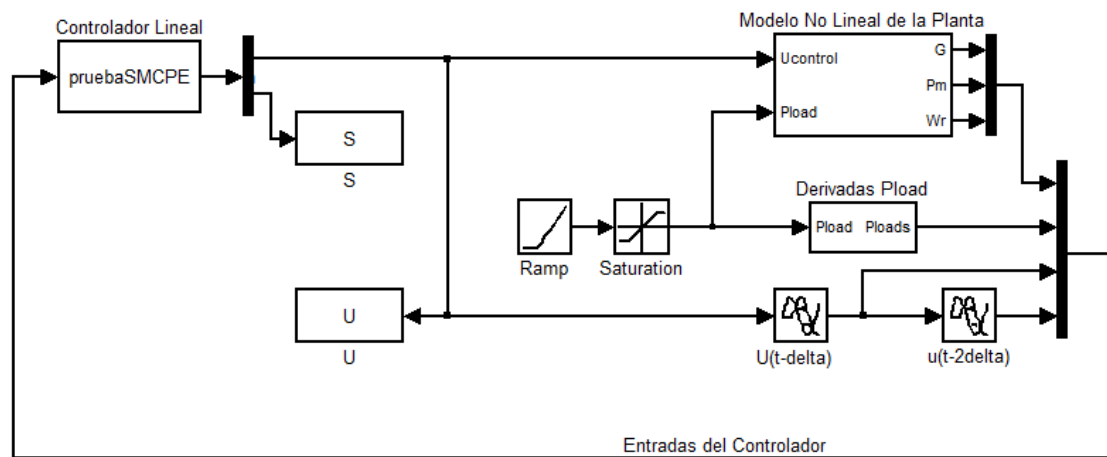 Controlador Lineal
pruebaSMCPE
S
S
Modelo No Lineal de la Planta
Ucontrol
Pload
G
Pm
Wr
Derivadas Pload
Pload
Ploads
Ramp
Saturation
U
U
U(t-delta)
u(t-2delta)
Entradas del Controlador